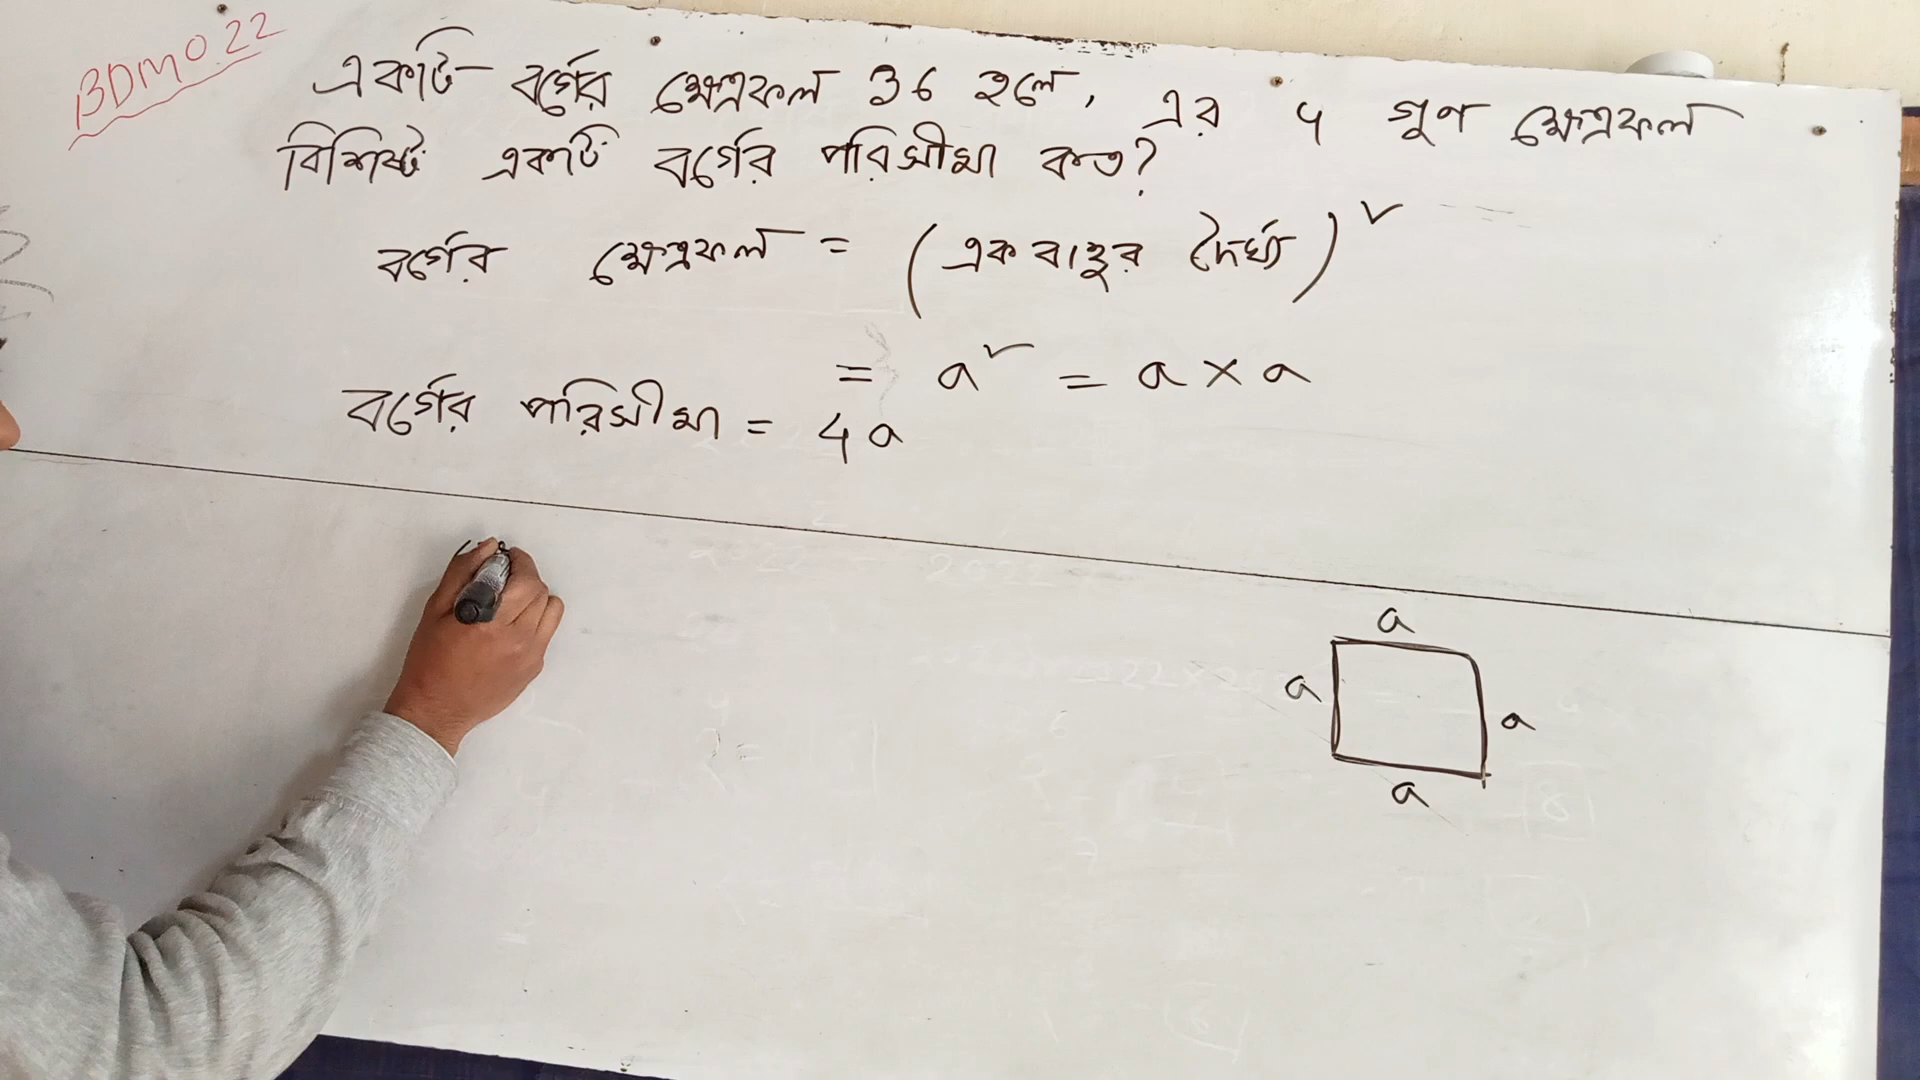 BDMO 22
একটি বর্গের ক্ষেত্রফল 36 হলে, এর 4 গুণ ক্ষেত্রফল
বিশিষ্ট একটি বর্গের পরিসীমা কত?
বর্গের ক্ষেত্রফল = (এক বাহুর দৈর্ঘ্য)²
= a² = a × a
বর্গের পরিসীমা = 4a
a
a
a
a